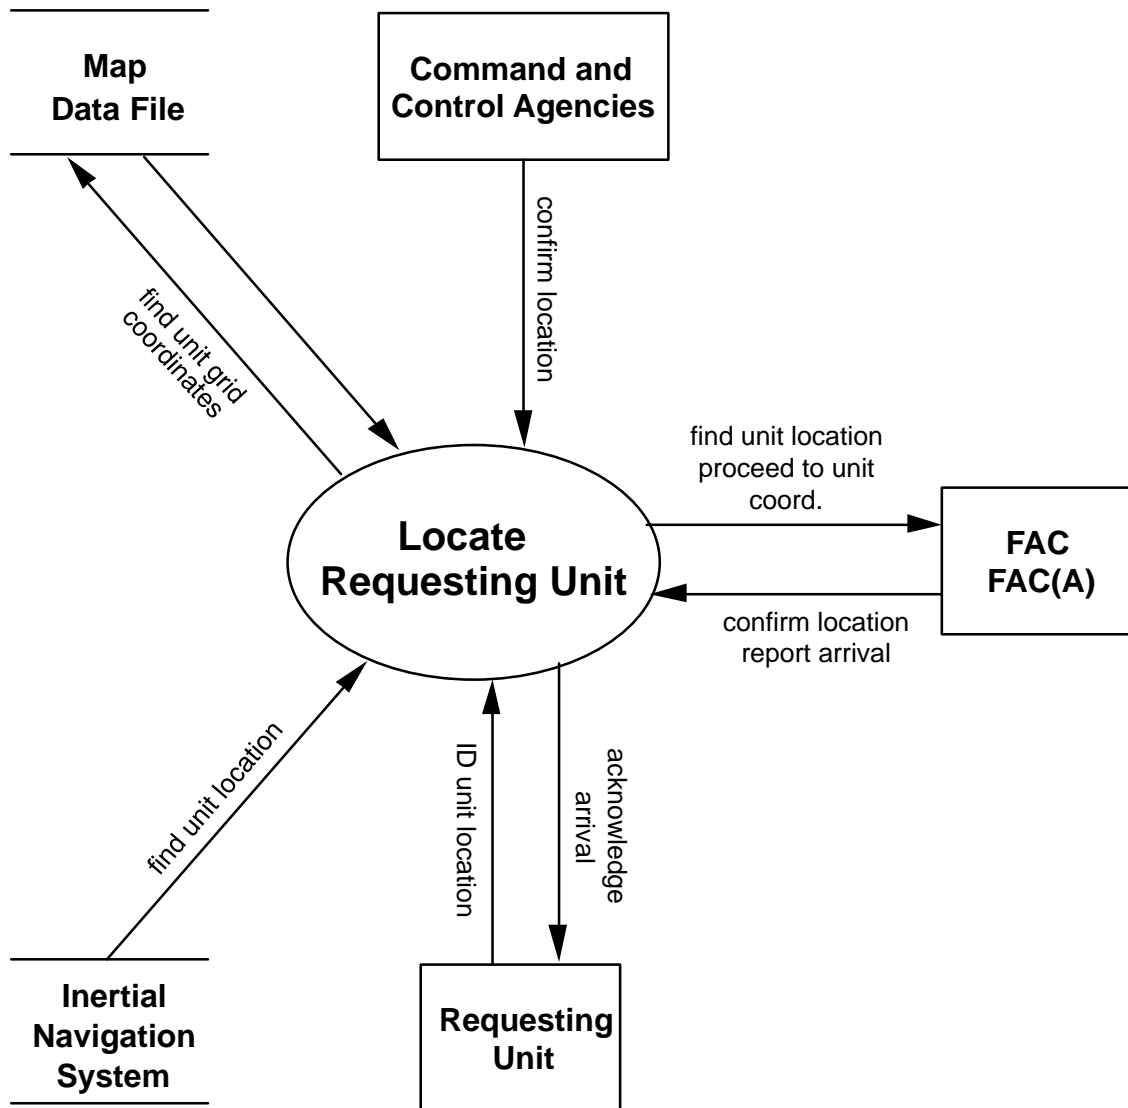 Map
Data File
Command and
Control Agencies
confirm location
find unit grid
coordinates
find unit location
proceed to unit
coord.
Locate
Requesting Unit
FAC
FAC(A)
confirm location
report arrival
find unit location
ID unit location
acknowledge
arrival
Inertial
Navigation
System
Requesting
Unit